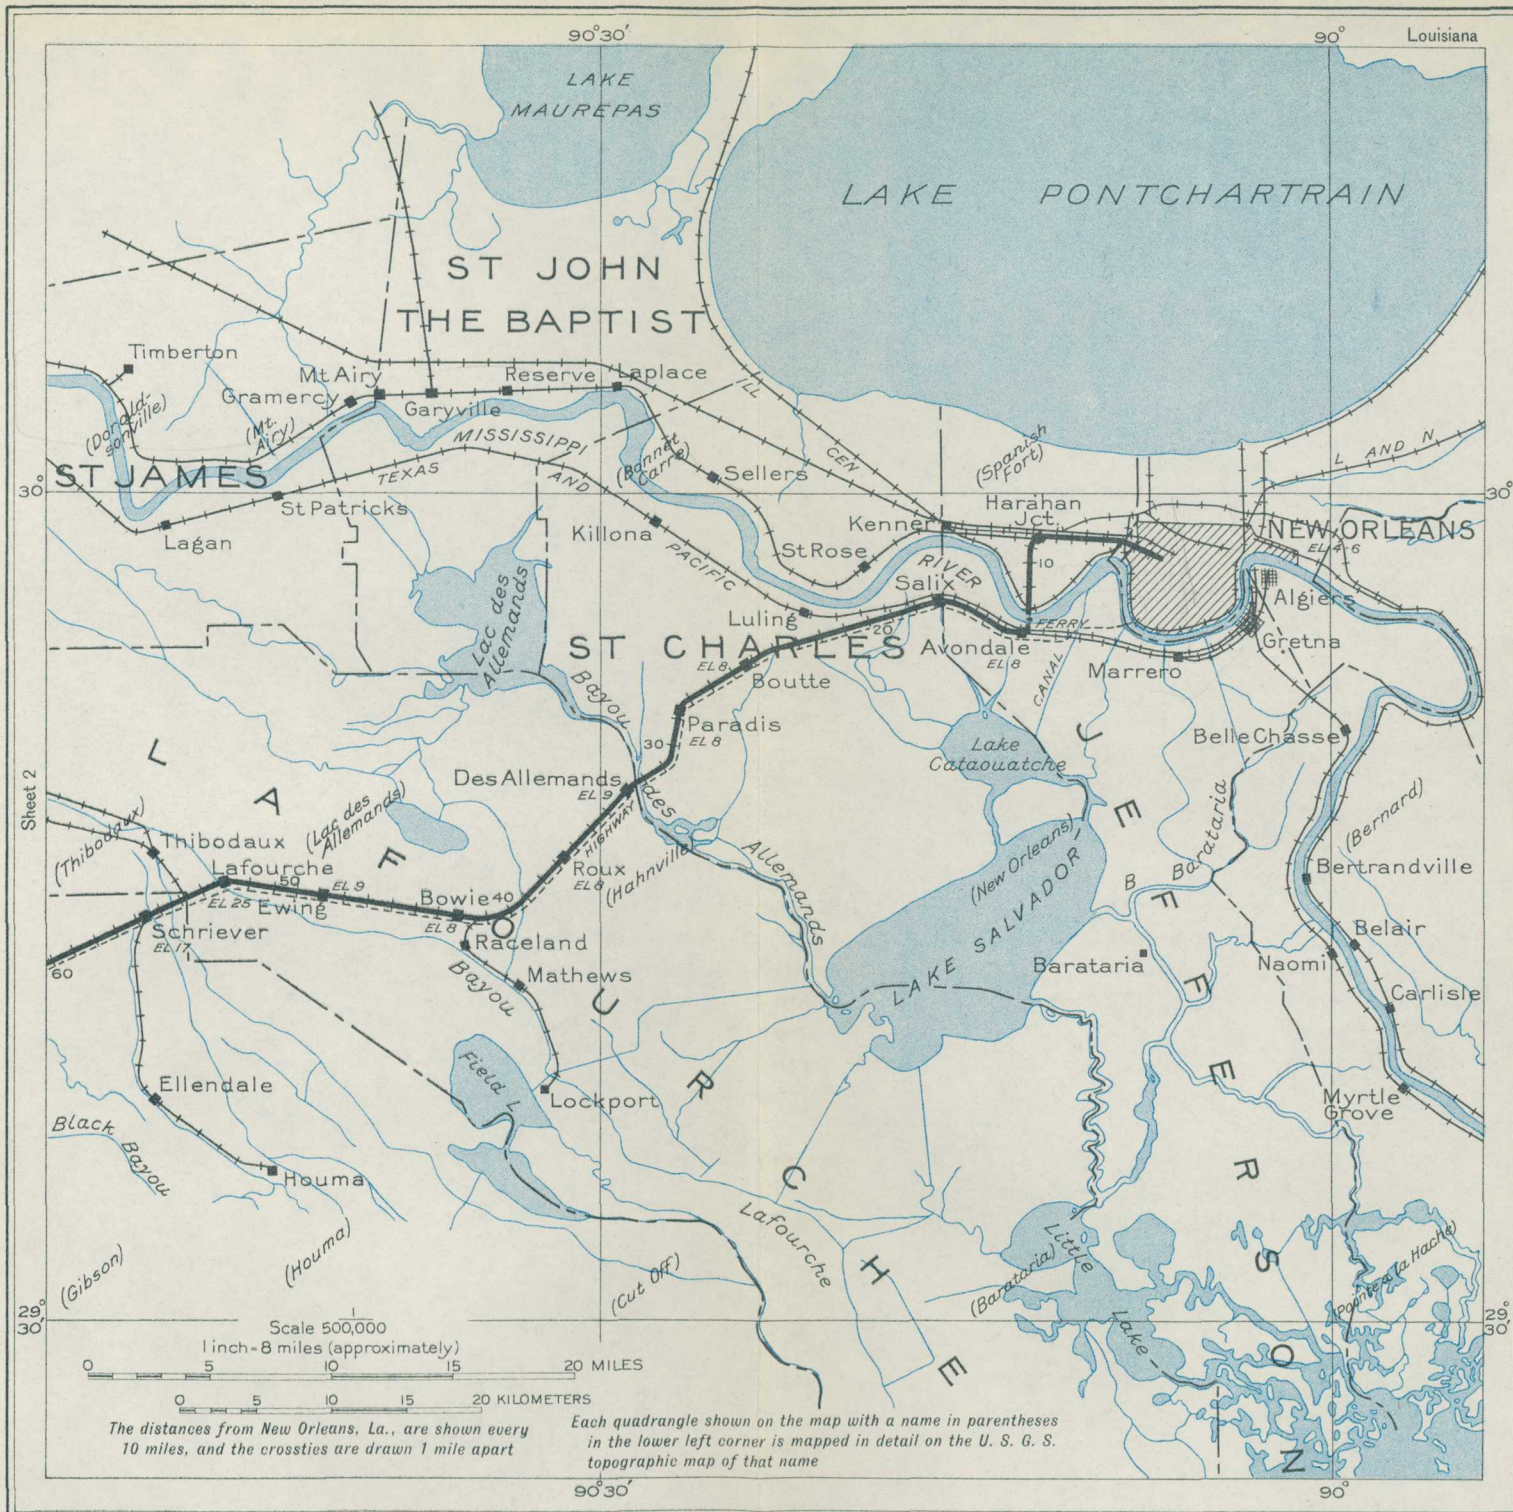 90°30′
90°
Louisiana
LAKE
MAUREPAS
LAKE PONTCHARTRAIN
ST JOHN
THE BAPTIST
Timberton
Mt Airy
Reserve
Laplace
Gramercy
Garyville
(Donald-
sonville)
(Mt.
Airy)
MISSISSIPPI
ILL
CEN
L AND N
(Spanish
Fort)
(Bonnet
Carre)
ST JAMES
TEXAS
AND
Sellers
30°
30°
St Patricks
Harahan
Jct.
Kenner
NEW ORLEANS
EL 4-6
Lagan
Killona
PACIFIC
St Rose
RIVER
10
Salix
Algiers
Lac des
Allemands
Luling
20
FERRY
Gretna
ST CHARLES
Avondale
EL 8
Marrero
EL 8
Boutte
CANAL
Bayou
Paradis
EL 8
30
Belle Chasse
Lake
Cataouatche
Des Allemands
EL 9
des
Allemands
HIGHWAY
Sheet 2
LAFOURCHE
JEFFERSON
(Thibodaux)
(Lac des
Allemands)
(Hahnville)
(New Orleans)
Barataria
B
(Bernard)
Thibodaux
Lafourche
EL 25
50
EL 9
Ewing
Bowie
40
EL 8
Roux
EL 8
Bertrandville
Schriever
EL 17
60
Raceland
Mathews
Bayou
LAKE SALVADOR
Barataria
Belair
Naomi
Carlisle
Field L
Lockport
Ellendale
Myrtle
Grove
Black Bayou
Houma
Lafourche
Little
Lake
(Gibson)
(Houma)
(Cut Off)
(Barataria)
(Pointe a la Hache)
29°
30′
29°
30′
1
Scale 500,000
1 inch=8 miles (approximately)
0 5 10 15 20 MILES
0 5 10 15 20 KILOMETERS
The distances from New Orleans, La., are shown every
10 miles, and the crossties are drawn 1 mile apart
Each quadrangle shown on the map with a name in parentheses
in the lower left corner is mapped in detail on the U. S. G. S.
topographic map of that name
90°30′
90°